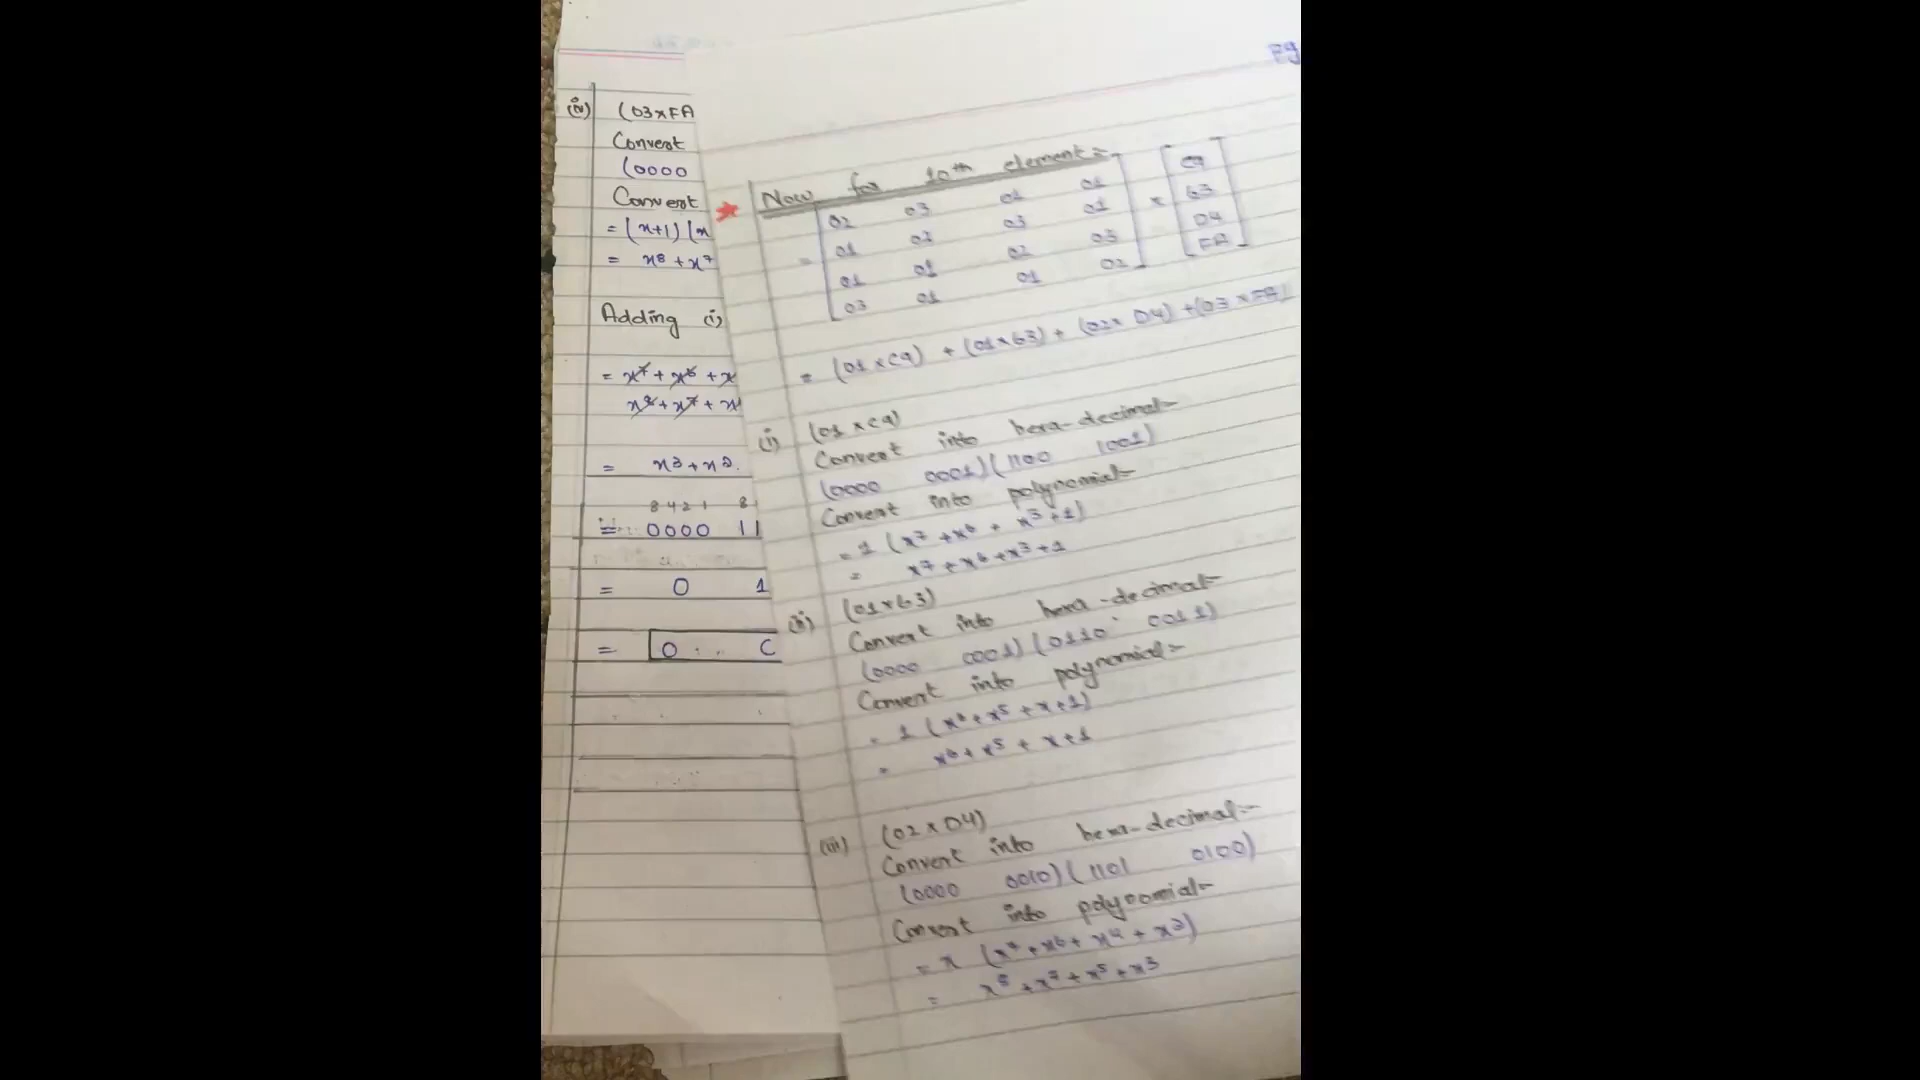 Pg
(iv) (03xFA
Convert
(0000
Convert
= (x+1) (x
= x⁸ + x⁷
Adding (i)
= x⁷ + x⁶ + x
x⁸ + x⁷ + x
= x³ + x².
8 4 2 1 8
= 0000 11
= 0 1
= 0 C
Now for 10th element =
= [02 03 01 01] x [C9]
[01 02 03 01] [63]
[01 01 02 03] [D4]
[03 01 01 02] [FA]
= (01 x C9) + (01 x 63) + (02 x D4) + (03 x FA)
(i) (01 x C9)
Convert into hexa-decimal=
(0000 0001) (1100 1001)
Convert into polynomial=
= 1 (x⁷ + x⁶ + x³ + 1)
= x⁷ + x⁶ + x³ + 1
(ii) (01 x 63)
Convert into hexa-decimal=
(0000 0001) (0110 0011)
Convert into polynomial=
= 1 (x⁶ + x⁵ + x + 1)
= x⁶ + x⁵ + x + 1
(iii) (02 x D4)
Convert into hexa-decimal=
(0000 0010) (1101 0100)
Convert into polynomial=
= x (x⁷ + x⁶ + x⁴ + x²)
= x⁸ + x⁷ + x⁵ + x³